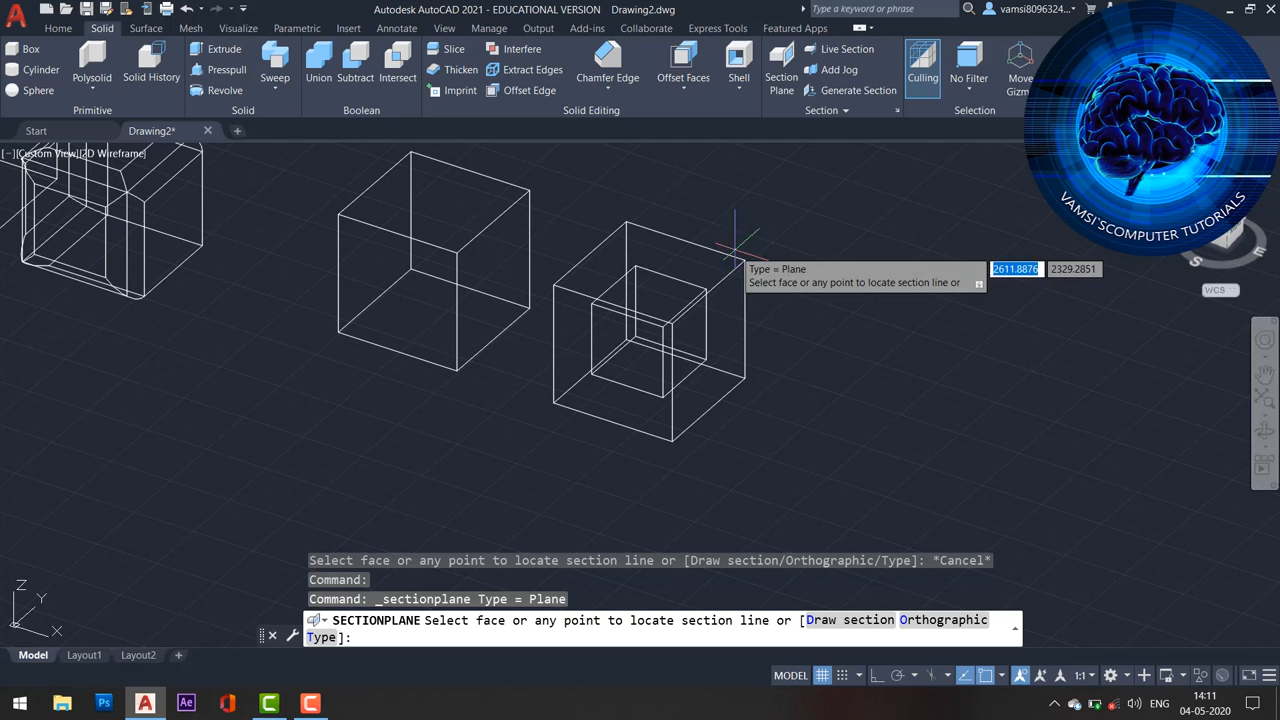 Autodesk AutoCAD 2021 - EDUCATIONAL VERSION Drawing2.dwg
Type a keyword or phrase
vamsi8096324...
Home Solid Surface Mesh Visualize Parametric Insert Annotate View Manage Output Add-ins Collaborate Express Tools Featured Apps
Box
Cylinder
Sphere
Polysolid
Solid History
Primitive
Extrude
Presspull
Revolve
Sweep
Solid
Union
Subtract
Intersect
Boolean
Slice
Thicken
Imprint
Interfere
Extract Edges
Offset Edge
Chamfer Edge
Offset Faces
Shell
Solid Editing
Section
Plane
Live Section
Add Jog
Generate Section
Section
Culling
No Filter
Move
Gizm
Selection
Start
Drawing2*
[−][Custom View][2D Wireframe]
VAMSI`SCOMPUTER TUTORIALS
S
E
WCS
Type = Plane
Select face or any point to locate section line or
2611.8876
2329.2851
Z
Y
X
Select face or any point to locate section line or [Draw section/Orthographic/Type]: *Cancel*
Command:
Command: _sectionplane Type = Plane
SECTIONPLANE Select face or any point to locate section line or [Draw section Orthographic
Type]:
Model Layout1 Layout2
MODEL
1:1
Ps
A
Ae
C
C
ENG
14:11
04-05-2020